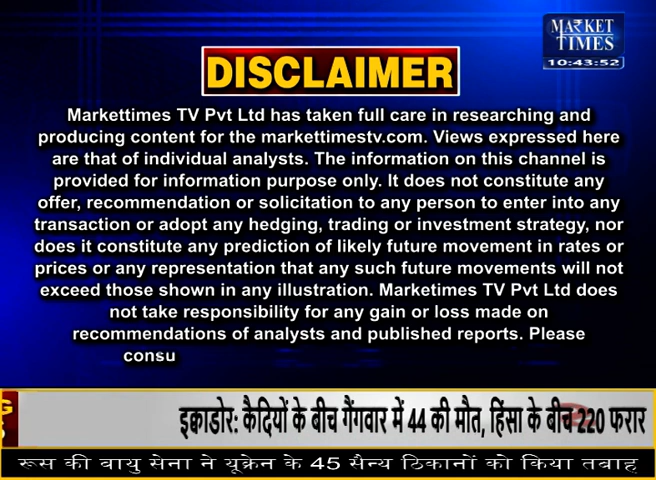 MARKET
TIMES
10:43:52
DISCLAIMER
Markettimes TV Pvt Ltd has taken full care in researching and
producing content for the markettimestv.com. Views expressed here
are that of individual analysts. The information on this channel is
provided for information purpose only. It does not constitute any
offer, recommendation or solicitation to any person to enter into any
transaction or adopt any hedging, trading or investment strategy, nor
does it constitute any prediction of likely future movement in rates or
prices or any representation that any such future movements will not
exceed those shown in any illustration. Marketimes TV Pvt Ltd does
not take responsibility for any gain or loss made on
recommendations of analysts and published reports. Please
consu
इक्वाडोर: कैदियों के बीच गैंगवार में 44 की मौत, हिंसा के बीच 220 फरार
रूस की वायु सेना ने यूक्रेन के 45 सैन्य ठिकानों को किया तबाह